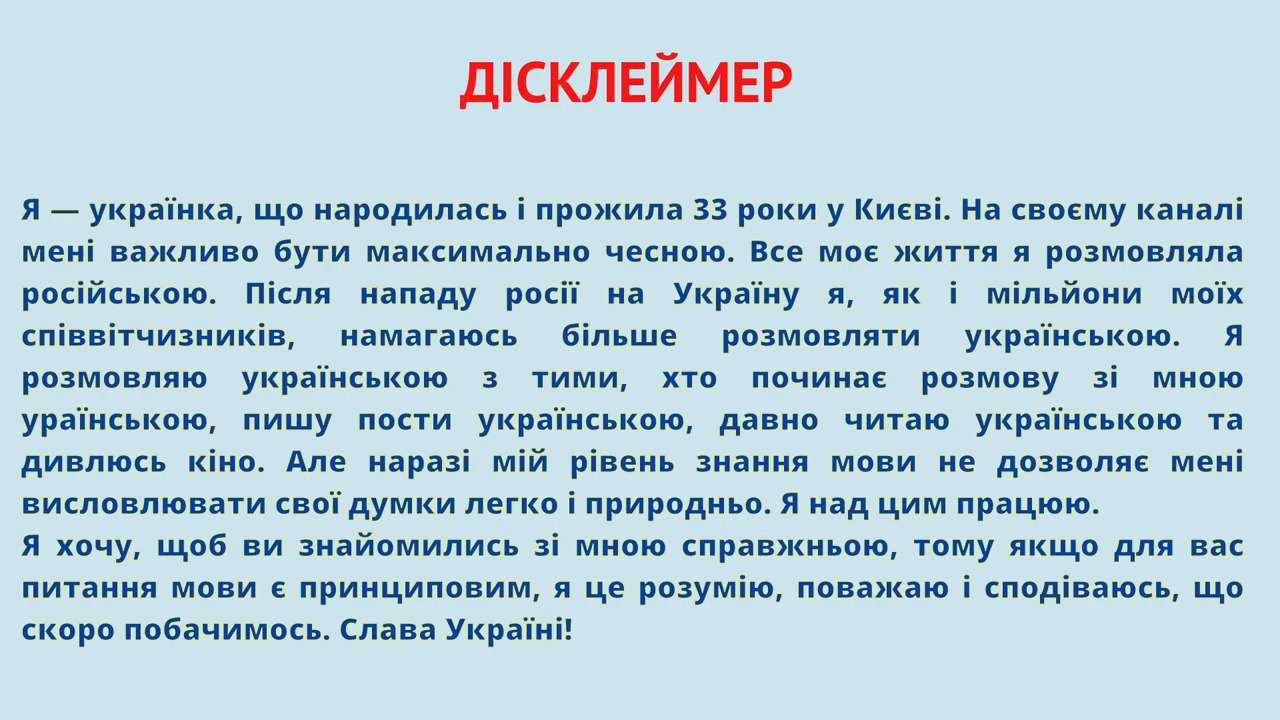 ДІСКЛЕЙМЕР
Я — українка, що народилась і прожила 33 роки у Києві. На своєму каналі
мені важливо бути максимально чесною. Все моє життя я розмовляла
російською. Після нападу росії на Україну я, як і мільйони моїх
співвітчизників, намагаюсь більше розмовляти українською. Я
розмовляю українською з тими, хто починає розмову зі мною
ураїнською, пишу пости українською, давно читаю українською та
дивлюсь кіно. Але наразі мій рівень знання мови не дозволяє мені
висловлювати свої думки легко і природньо. Я над цим працюю.
Я хочу, щоб ви знайомились зі мною справжньою, тому якщо для вас
питання мови є принциповим, я це розумію, поважаю і сподіваюсь, що
скоро побачимось. Слава Україні!